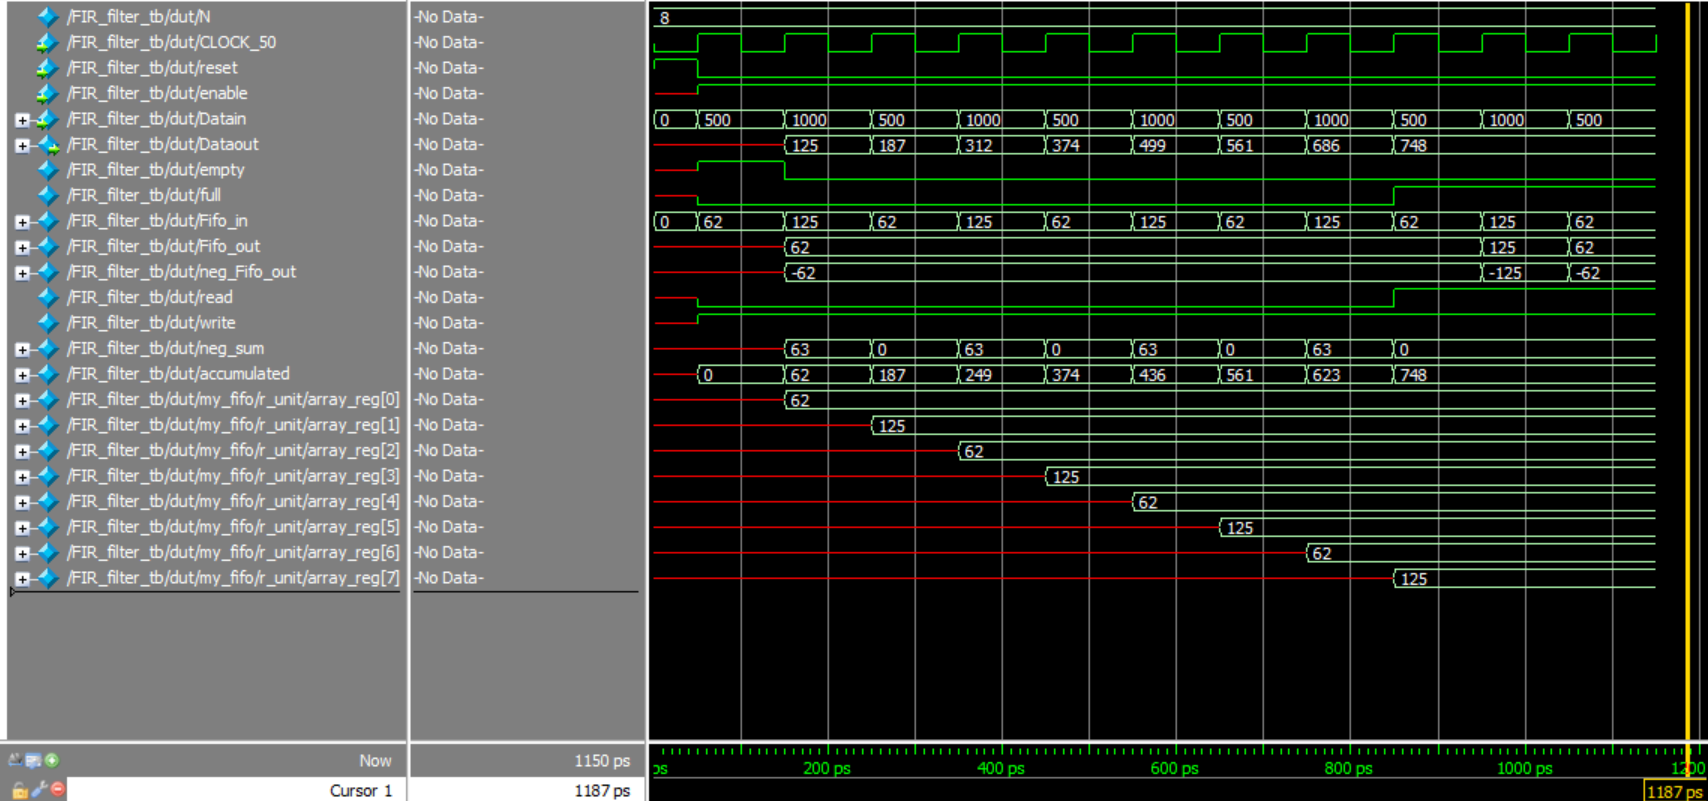 /FIR_filter_tb/dut/N -No Data- 8
/FIR_filter_tb/dut/CLOCK_50 -No Data-
/FIR_filter_tb/dut/reset -No Data-
/FIR_filter_tb/dut/enable -No Data-
/FIR_filter_tb/dut/Datain -No Data- 0 500 1000 500 1000 500 1000 500 1000 500 1000 500
/FIR_filter_tb/dut/Dataout -No Data- 125 187 312 374 499 561 686 748
/FIR_filter_tb/dut/empty -No Data-
/FIR_filter_tb/dut/full -No Data-
/FIR_filter_tb/dut/Fifo_in -No Data- 0 62 125 62 125 62 125 62 125 62 125 62
/FIR_filter_tb/dut/Fifo_out -No Data- 62 125 62
/FIR_filter_tb/dut/neg_Fifo_out -No Data- -62 -125 -62
/FIR_filter_tb/dut/read -No Data-
/FIR_filter_tb/dut/write -No Data-
/FIR_filter_tb/dut/neg_sum -No Data- 63 0 63 0 63 0 63 0
/FIR_filter_tb/dut/accumulated -No Data- 0 62 187 249 374 436 561 623 748
/FIR_filter_tb/dut/my_fifo/r_unit/array_reg[0] -No Data- 62
/FIR_filter_tb/dut/my_fifo/r_unit/array_reg[1] -No Data- 125
/FIR_filter_tb/dut/my_fifo/r_unit/array_reg[2] -No Data- 62
/FIR_filter_tb/dut/my_fifo/r_unit/array_reg[3] -No Data- 125
/FIR_filter_tb/dut/my_fifo/r_unit/array_reg[4] -No Data- 62
/FIR_filter_tb/dut/my_fifo/r_unit/array_reg[5] -No Data- 125
/FIR_filter_tb/dut/my_fifo/r_unit/array_reg[6] -No Data- 62
/FIR_filter_tb/dut/my_fifo/r_unit/array_reg[7] -No Data- 125
Now 1150 ps ps 200 ps 400 ps 600 ps 800 ps 1000 ps 1200
Cursor 1 1187 ps 1187 ps